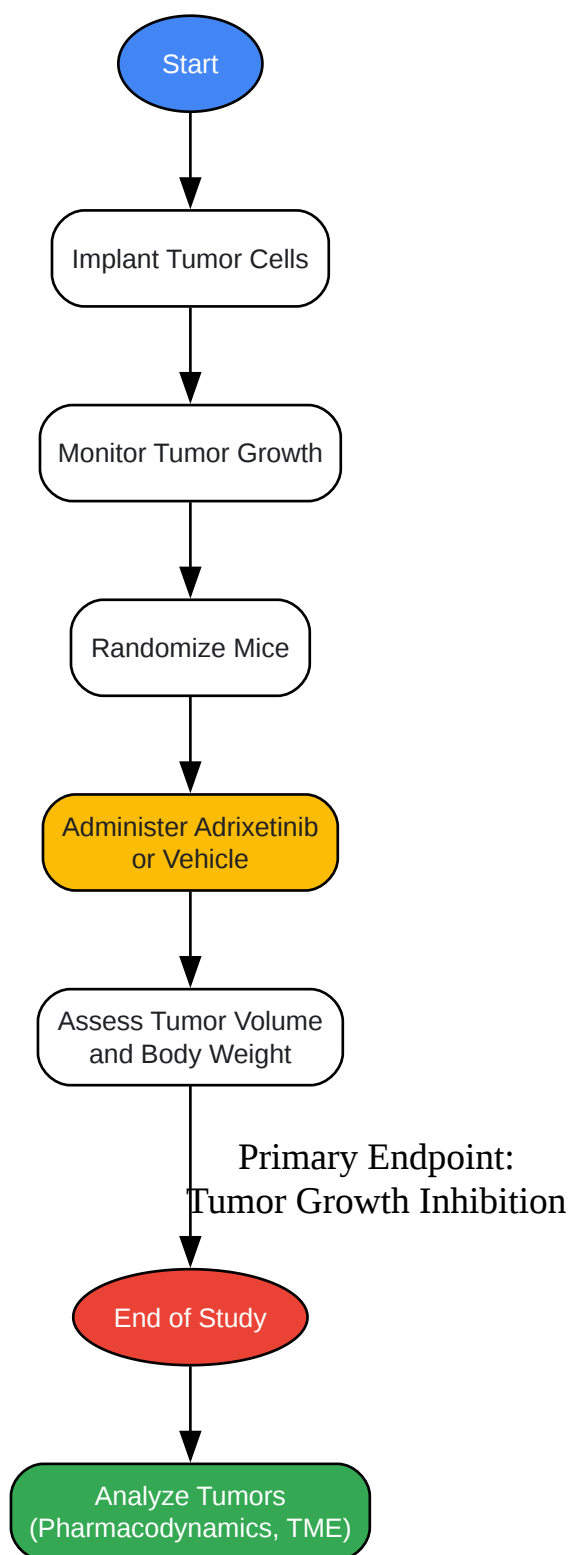 Start
Implant Tumor Cells
Monitor Tumor Growth
Randomize Mice
Administer Adrixetinib
or Vehicle
Assess Tumor Volume
and Body Weight
Primary Endpoint:
Tumor Growth Inhibition
End of Study
Analyze Tumors
(Pharmacodynamics, TME)